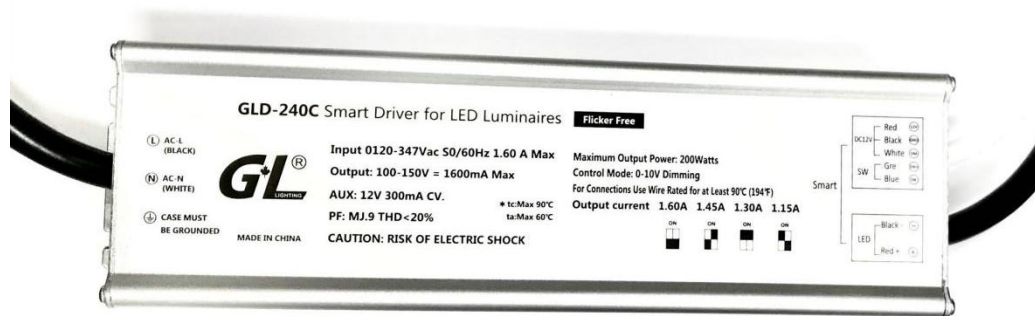 GLD-240C Smart Driver for LED Luminaires Flicker Free
L AC-L
(BLACK)
N AC-N
(WHITE)
CASE MUST
BE GROUNDED
GL®
LIGHTING
MADE IN CHINA
Input 0120-347Vac S0/60Hz 1.60 A Max
Output: 100-150V = 1600mA Max
AUX: 12V 300mA CV.
PF: MJ.9 THD<20%
CAUTION: RISK OF ELECTRIC SHOCK
* tc:Max 90℃
ta:Max 60℃
Maximum Output Power: 200Watts
Control Mode: 0-10V Dimming
For Connections Use Wire Rated for at Least 90℃ (194℉)
Output current 1.60A 1.45A 1.30A 1.15A
ON ON ON ON
Smart
DC12V
Red
Black
White
SW
Gre
Blue
LED
Black -
Red +